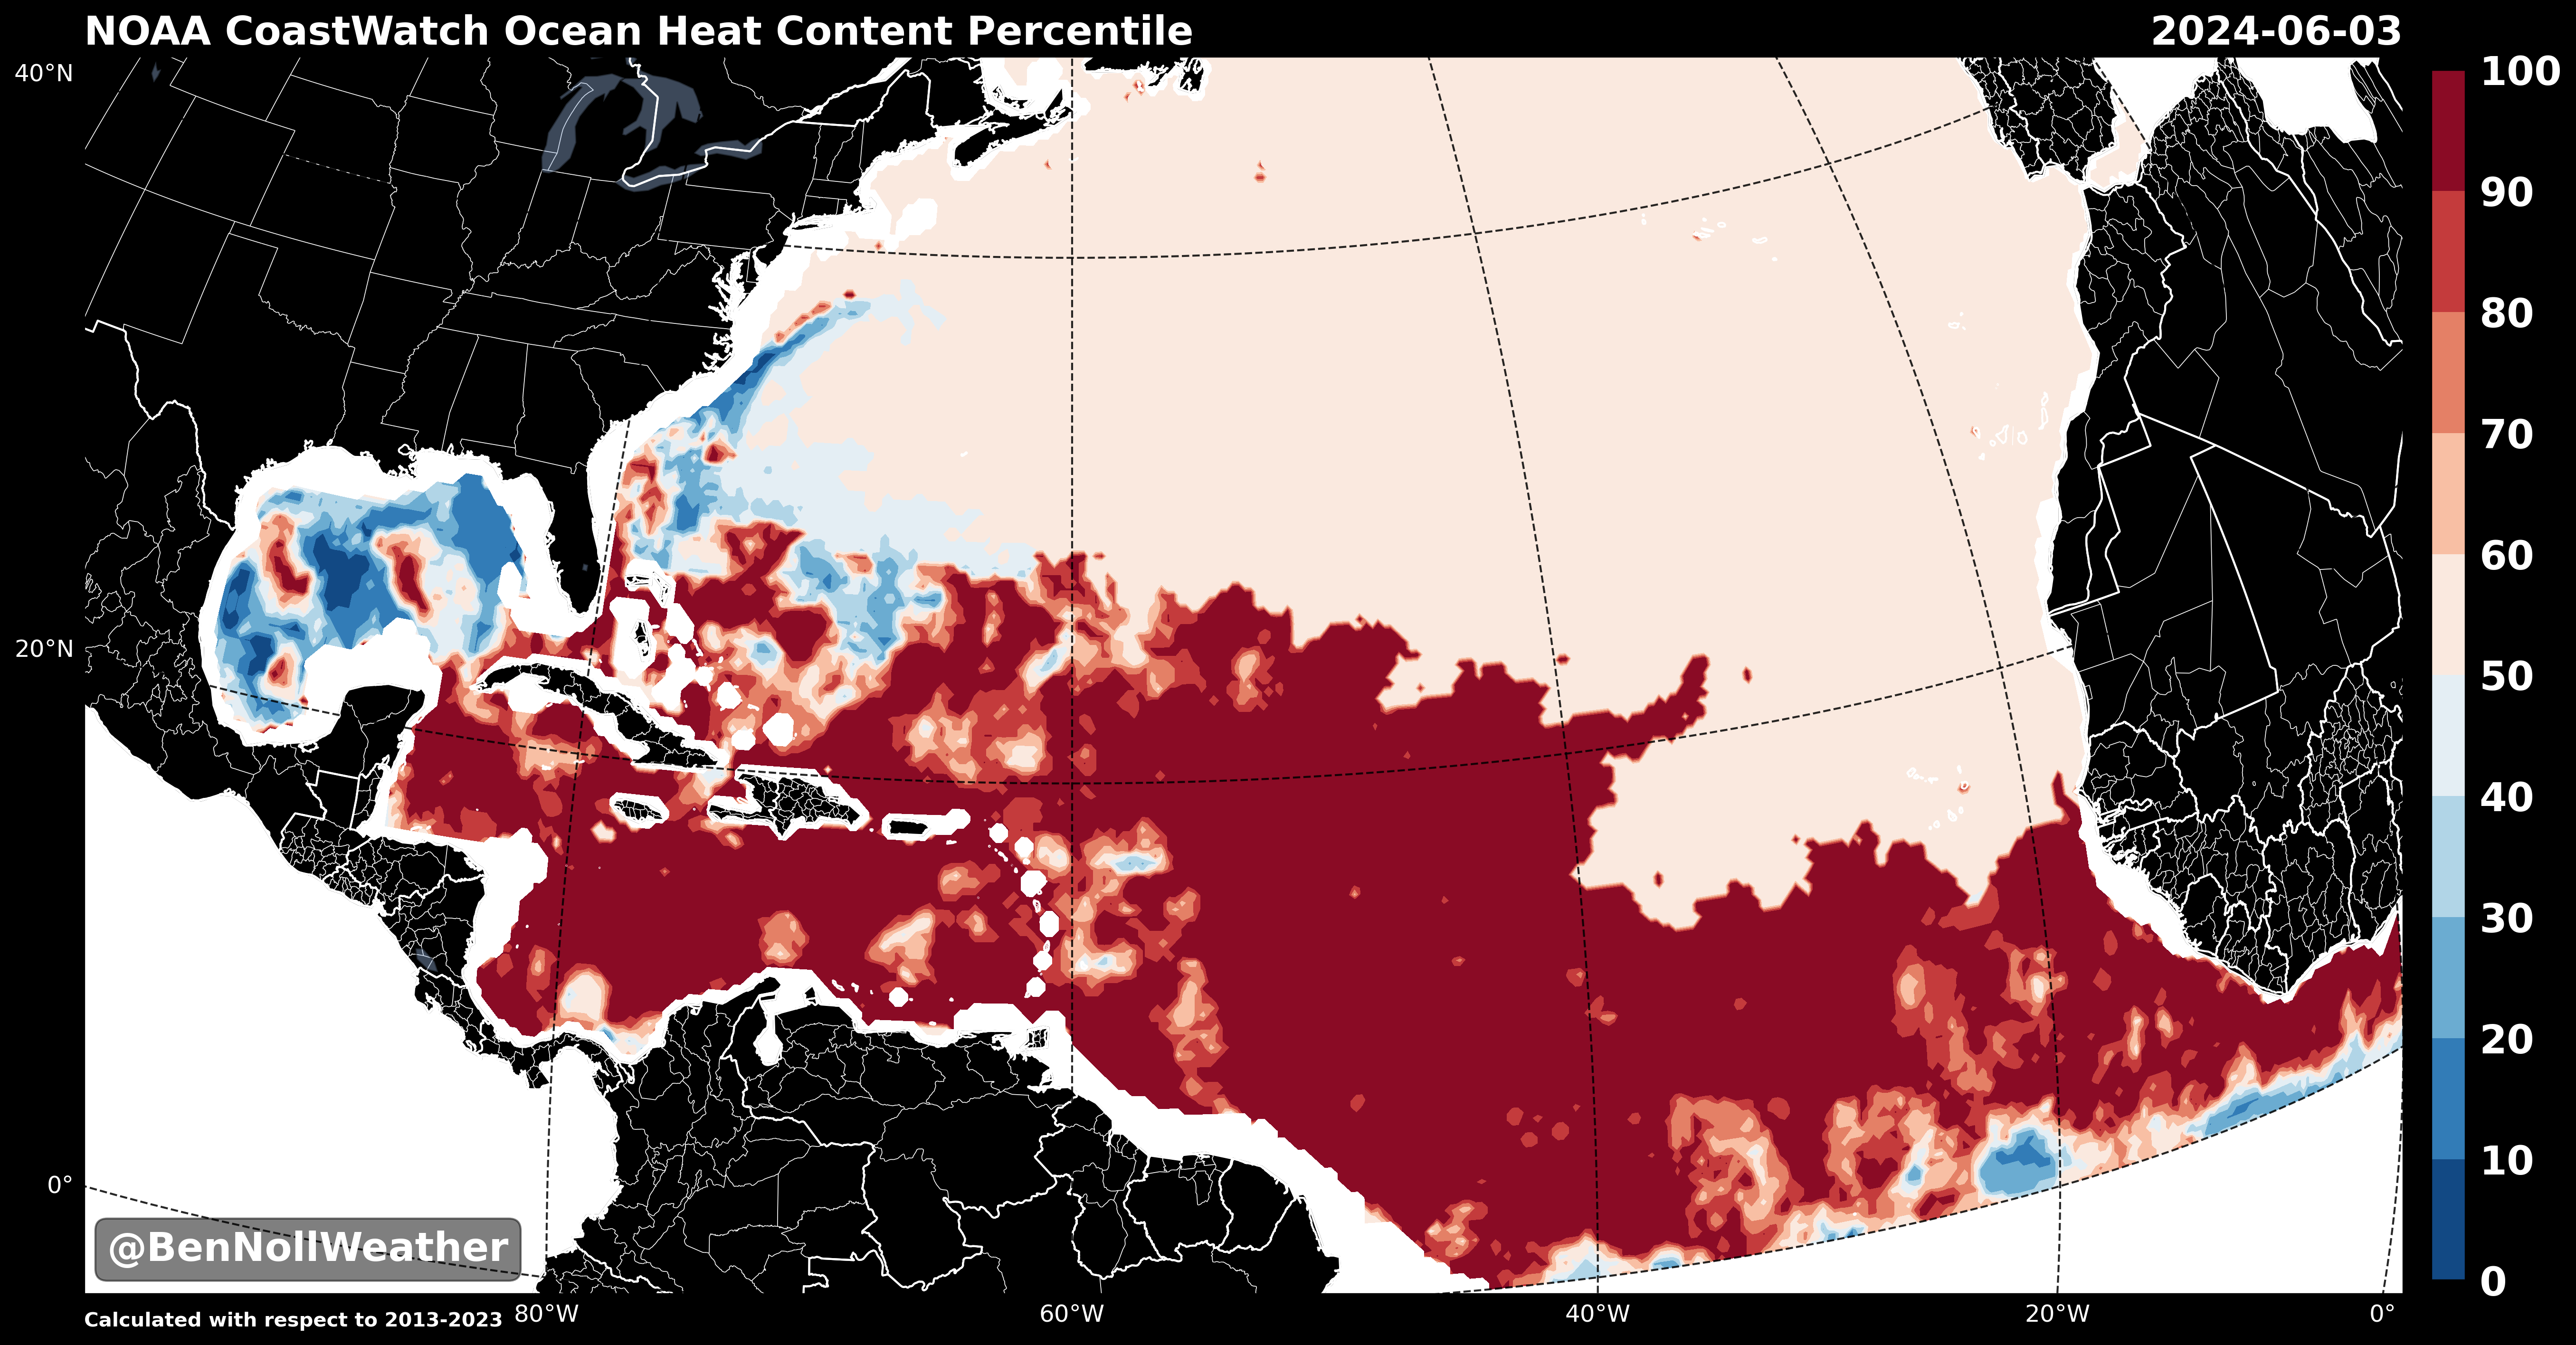 NOAA CoastWatch Ocean Heat Content Percentile
2024-06-03
40°N
20°N
0°
100
90
80
70
60
50
40
30
20
10
0
@BenNollWeather
Calculated with respect to 2013-2023
80°W
60°W
40°W
20°W
0°